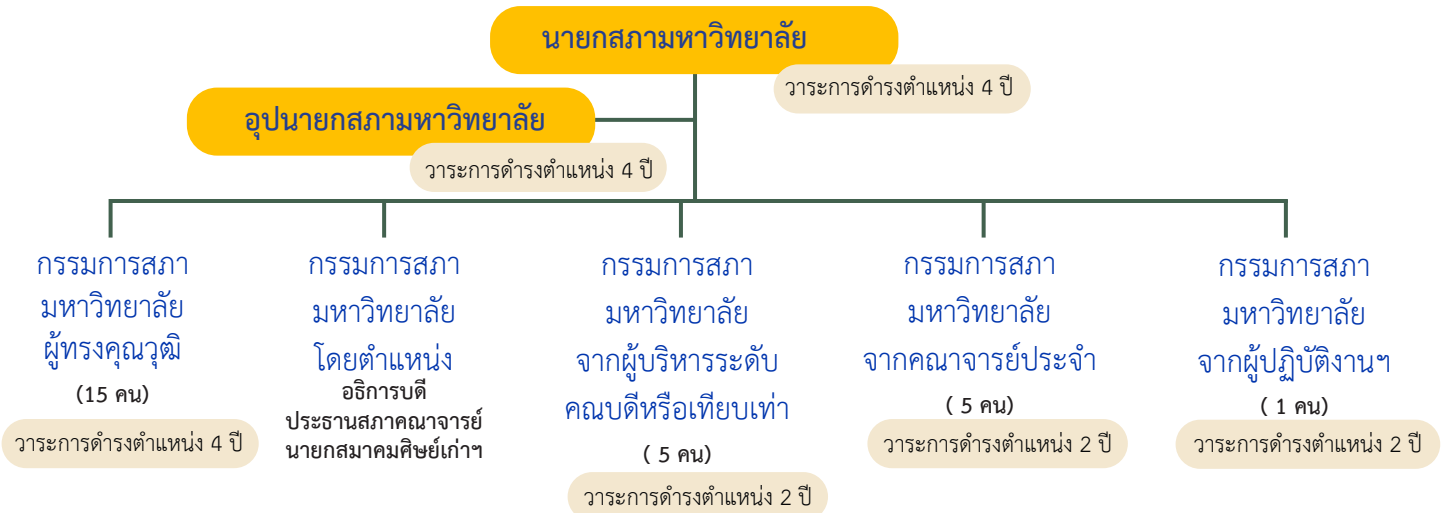 นายกสภามหาวิทยาลัย
วาระการดำรงตำแหน่ง 4 ปี
อุปนายกสภามหาวิทยาลัย
วาระการดำรงตำแหน่ง 4 ปี
กรรมการสภา
มหาวิทยาลัย
ผู้ทรงคุณวุฒิ
(15 คน)
วาระการดำรงตำแหน่ง 4 ปี
กรรมการสภา
มหาวิทยาลัย
โดยตำแหน่ง
อธิการบดี
ประธานสภาคณาจารย์
นายกสมาคมศิษย์เก่าฯ
กรรมการสภา
มหาวิทยาลัย
จากผู้บริหารระดับ
คณบดีหรือเทียบเท่า
( 5 คน)
วาระการดำรงตำแหน่ง 2 ปี
กรรมการสภา
มหาวิทยาลัย
จากคณาจารย์ประจำ
( 5 คน)
วาระการดำรงตำแหน่ง 2 ปี
กรรมการสภา
มหาวิทยาลัย
จากผู้ปฏิบัติงานฯ
( 1 คน)
วาระการดำรงตำแหน่ง 2 ปี